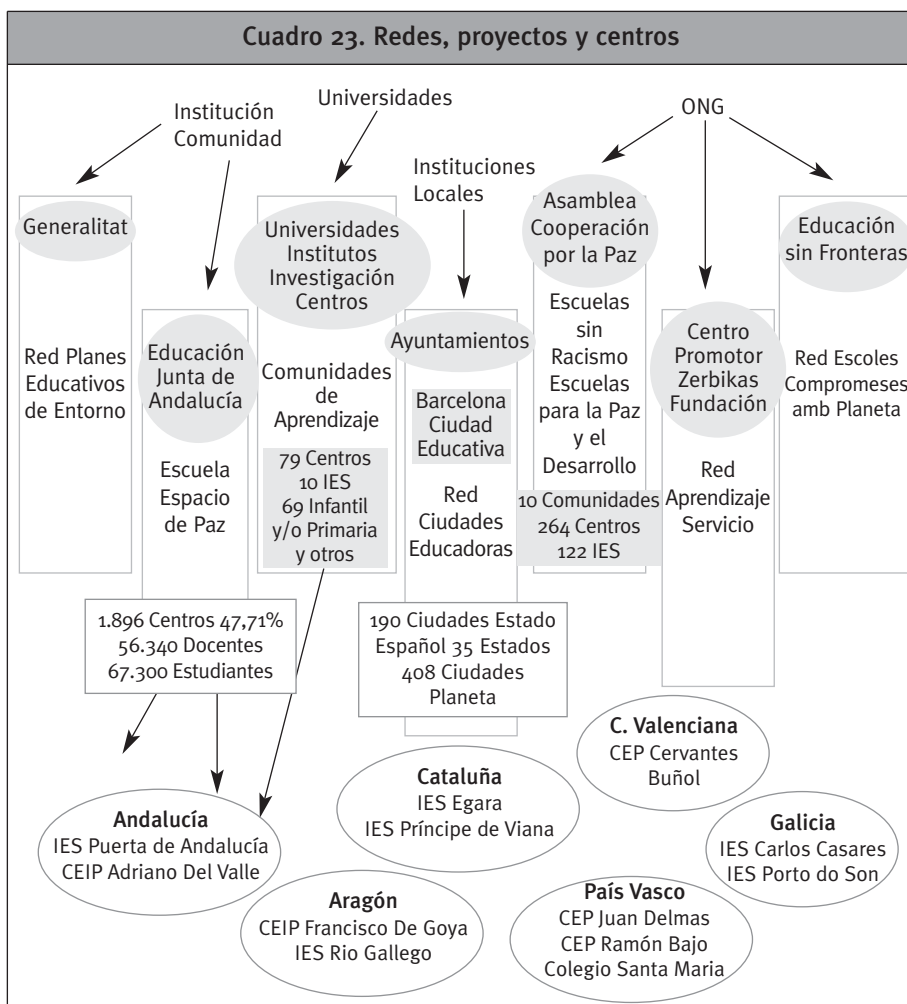 Cuadro 23. Redes, proyectos y centros
Institución
Comunidad
Universidades
Instituciones
Locales
ONG
Generalitat
Red Planes
Educativos
de Entorno
Educación
Junta de
Andalucía
Escuela
Espacio
de Paz
1.896 Centros 47,71%
56.340 Docentes
67.300 Estudiantes
Universidades
Institutos
Investigación
Centros
Comunidades
de
Aprendizaje
79 Centros
10 IES
69 Infantil
y/o Primaria
y otros
Ayuntamientos
Barcelona
Ciudad
Educativa
Red
Ciudades
Educadoras
190 Ciudades Estado
Español 35 Estados
408 Ciudades
Planeta
Asamblea
Cooperación
por la Paz
Escuelas
sin
Racismo
Escuelas
para la Paz
y el
Desarrollo
10 Comunidades
264 Centros
122 IES
Centro
Promotor
Zerbikas
Fundación
Red
Aprendizaje
Servicio
Educación
sin Fronteras
Red Escoles
Compromeses
amb Planeta
Andalucía
IES Puerta de Andalucía
CEIP Adriano Del Valle
Aragón
CEIP Francisco De Goya
IES Rio Gallego
Cataluña
IES Egara
IES Príncipe de Viana
C. Valenciana
CEP Cervantes
Buñol
País Vasco
CEP Juan Delmas
CEP Ramón Bajo
Colegio Santa Maria
Galicia
IES Carlos Casares
IES Porto do Son